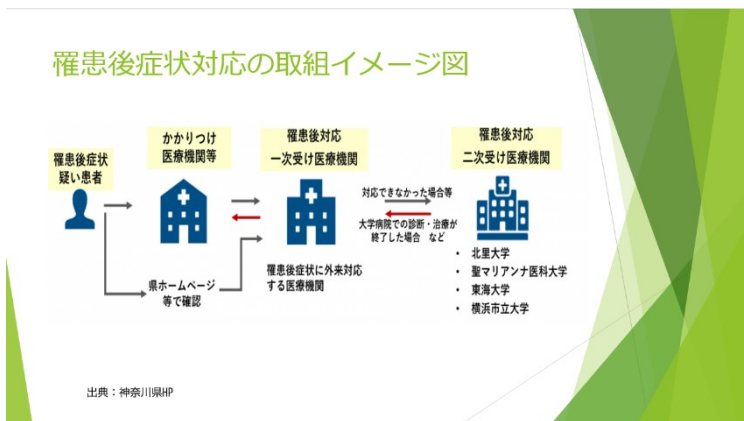 罹患後症状対応の取組イメージ図
罹患後症状
疑い患者
かかりつけ
医療機関等
罹患後対応
一次受け医療機関
罹患後対応
二次受け医療機関
対応できなかった場合等
大学病院での診断・治療が
終了した場合 など
県ホームページ
等で確認
罹患後症状に外来対応
する医療機関
・ 北里大学
・ 聖マリアンナ医科大学
・ 東海大学
・ 横浜市立大学
出典：神奈川県HP